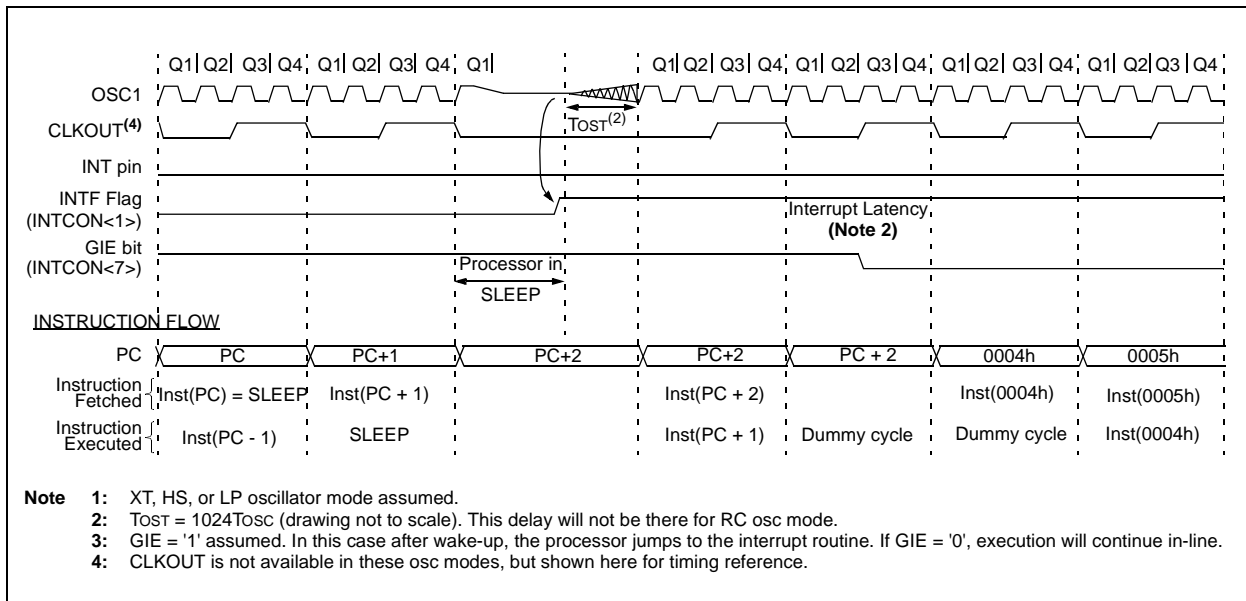 Q1 Q2 Q3 Q4 Q1 Q2 Q3 Q4 Q1 Q1 Q2 Q3 Q4 Q1 Q2 Q3 Q4 Q1 Q2 Q3 Q4 Q1 Q2 Q3 Q4
OSC1
TOST(2)
CLKOUT(4)
INT pin
INTF Flag
(INTCON<1>)
Interrupt Latency
(Note 2)
GIE bit
(INTCON<7>)
Processor in
SLEEP
INSTRUCTION FLOW
PC PC PC+1 PC+2 PC+2 PC + 2 0004h 0005h
Instruction
Fetched
Inst(PC) = SLEEP Inst(PC + 1) Inst(PC + 2) Inst(0004h) Inst(0005h)
Instruction
Executed
Inst(PC - 1) SLEEP Inst(PC + 1) Dummy cycle Dummy cycle Inst(0004h)
Note 1: XT, HS, or LP oscillator mode assumed.
2: TOST = 1024TOSC (drawing not to scale). This delay will not be there for RC osc mode.
3: GIE = '1' assumed. In this case after wake-up, the processor jumps to the interrupt routine. If GIE = '0', execution will continue in-line.
4: CLKOUT is not available in these osc modes, but shown here for timing reference.